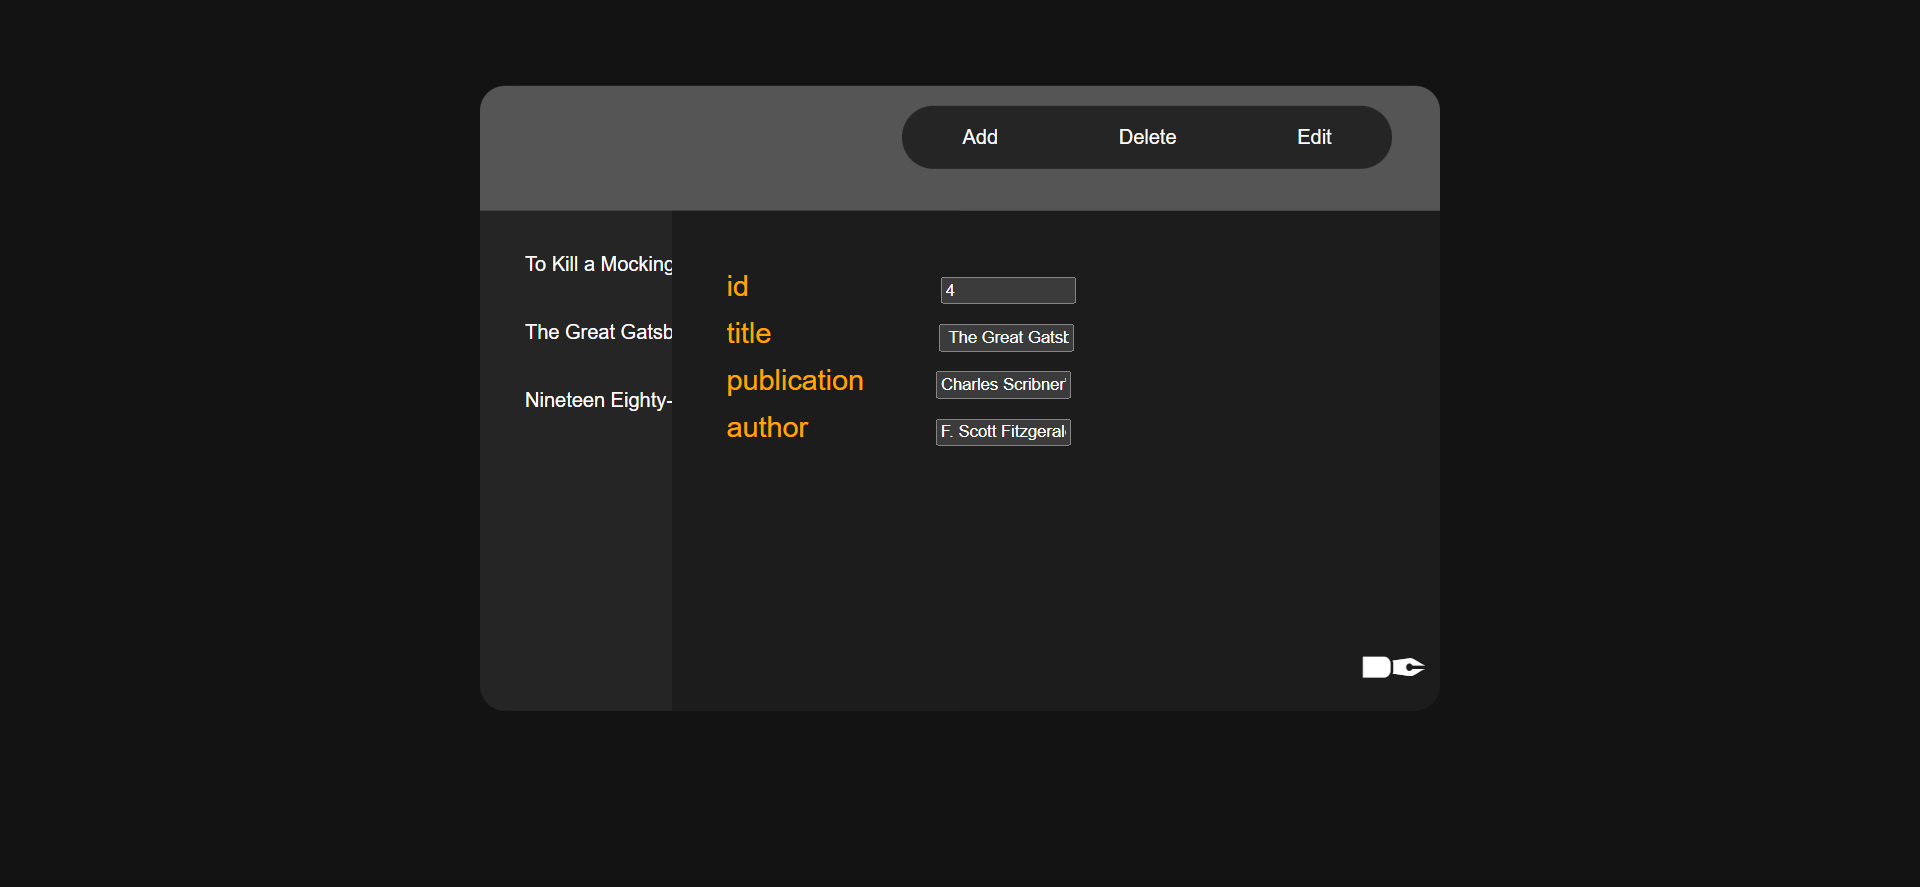 Add Delete Edit
To Kill a Mocking
The Great Gatsb
Nineteen Eighty-
id 4
title The Great Gatsb
publication Charles Scribner'
author F. Scott Fitzgeral